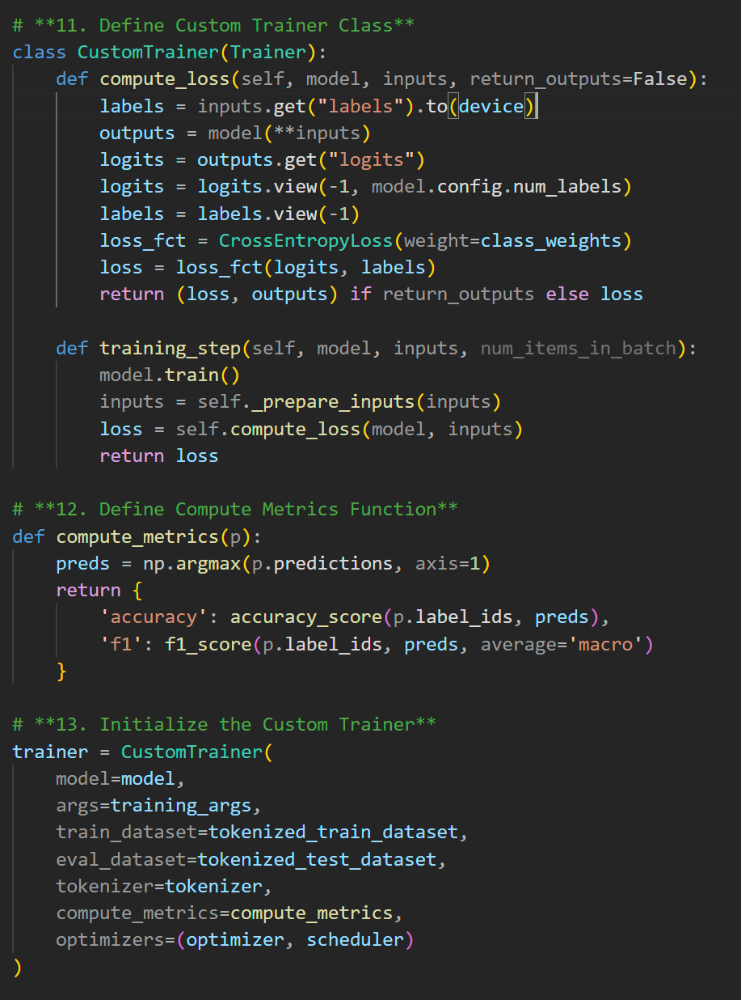 # **11. Define Custom Trainer Class**
class CustomTrainer(Trainer):
    def compute_loss(self, model, inputs, return_outputs=False):
        labels = inputs.get("labels").to(device)
        outputs = model(**inputs)
        logits = outputs.get("logits")
        logits = logits.view(-1, model.config.num_labels)
        labels = labels.view(-1)
        loss_fct = CrossEntropyLoss(weight=class_weights)
        loss = loss_fct(logits, labels)
        return (loss, outputs) if return_outputs else loss

    def training_step(self, model, inputs, num_items_in_batch):
        model.train()
        inputs = self._prepare_inputs(inputs)
        loss = self.compute_loss(model, inputs)
        return loss

# **12. Define Compute Metrics Function**
def compute_metrics(p):
    preds = np.argmax(p.predictions, axis=1)
    return {
        'accuracy': accuracy_score(p.label_ids, preds),
        'f1': f1_score(p.label_ids, preds, average='macro')
    }

# **13. Initialize the Custom Trainer**
trainer = CustomTrainer(
    model=model,
    args=training_args,
    train_dataset=tokenized_train_dataset,
    eval_dataset=tokenized_test_dataset,
    tokenizer=tokenizer,
    compute_metrics=compute_metrics,
    optimizers=(optimizer, scheduler)
)